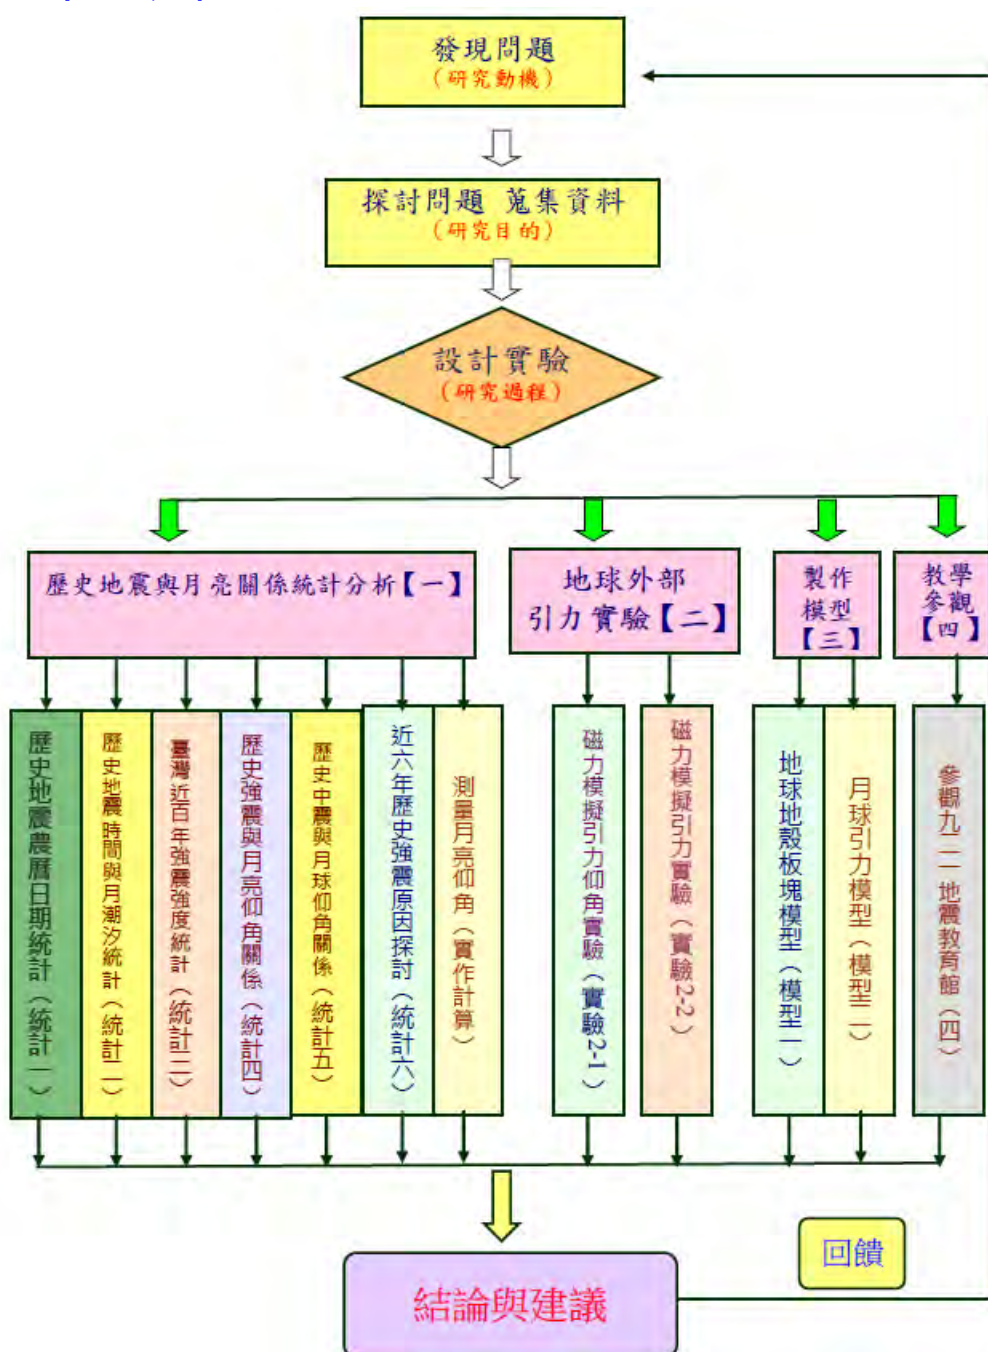 發現問題
（研究動機）
探討問題 蒐集資料
（研究目的）
設計實驗
（研究過程）
歷史地震與月亮關係統計分析【一】
地球外部
引力實驗【二】
製作
模型
【三】
教學
參觀
【四】
歷史地震農曆日期統計（統計一）
歷史地震時間與月潮汐統計（統計二）
臺灣近百年強震強度統計（統計三）
歷史強震與月亮仰角關係（統計四）
歷史中震與月球仰角關係（統計五）
近六年歷史強震原因探討（統計六）
測量月亮仰角（實作計算）
磁力模擬引力仰角實驗（實驗2-1）
磁力模擬引力實驗（實驗2-2）
地球地殼板塊模型（模型一）
月球引力模型（模型二）
參觀九二一地震教育館（四）
回饋
結論與建議